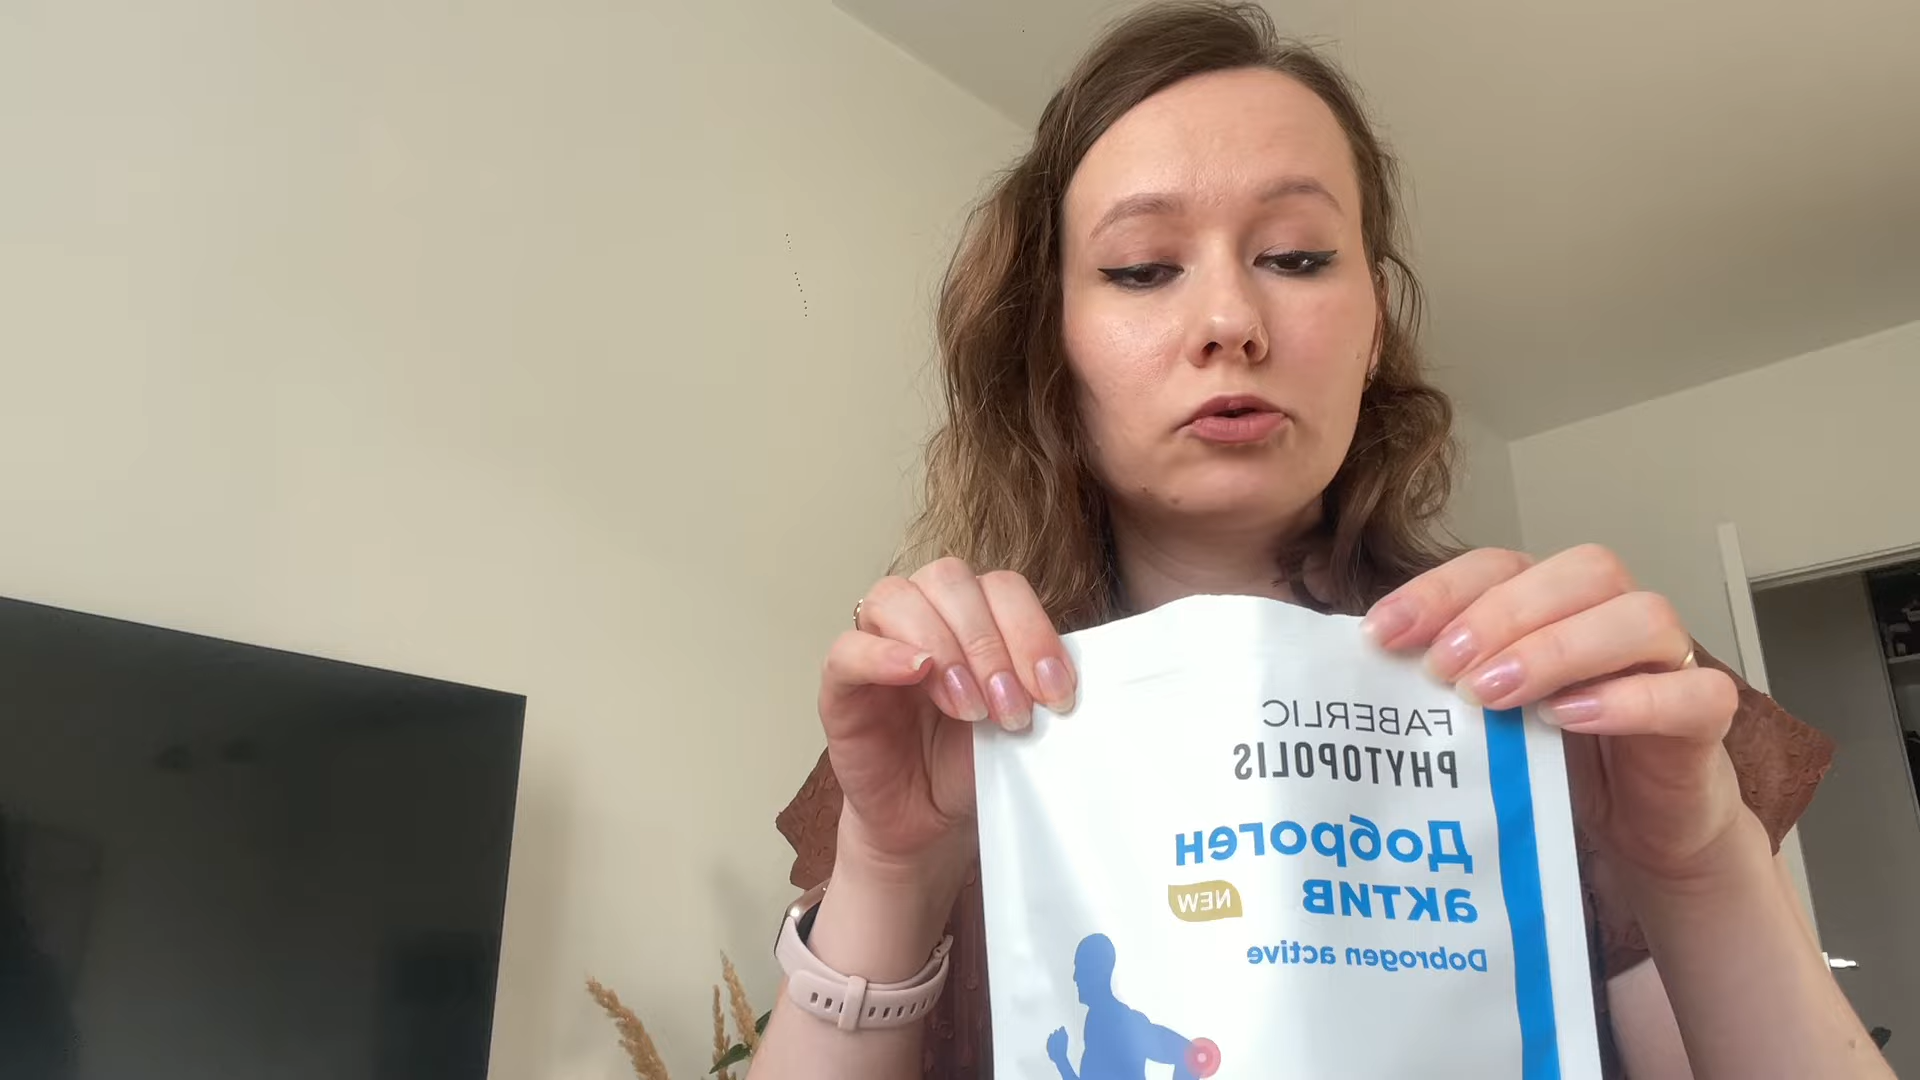 FABERLIC
PHYTOPOLIS
Доброген
актив
NEW
Dobrogen active